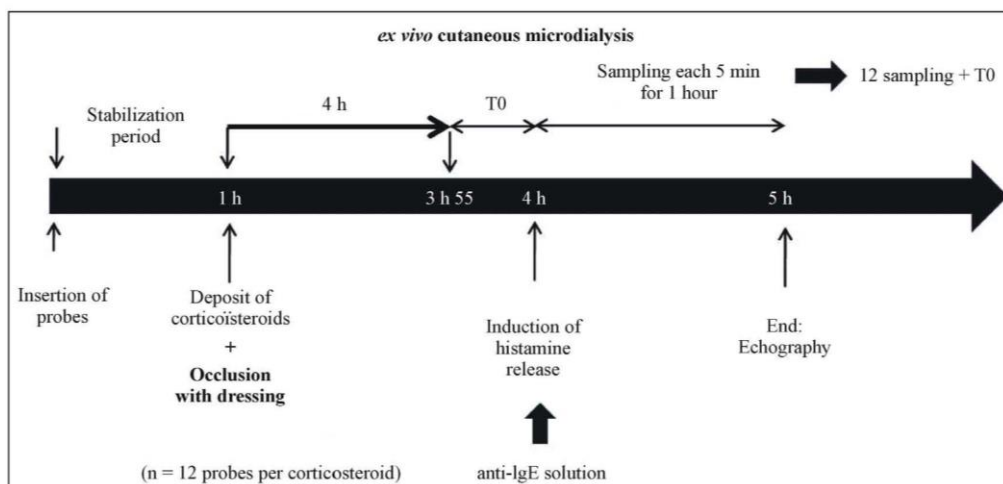 ex vivo cutaneous microdialysis
Sampling each 5 min
for 1 hour
12 sampling + T0
Stabilization
period
4 h
T0
1 h
3 h 55
4 h
5 h
Insertion of
probes
Deposit of
corticoïsteroids
+
Occlusion
with dressing
Induction of
histamine
release
End:
Echography
(n = 12 probes per corticosteroid)
anti-lgE solution